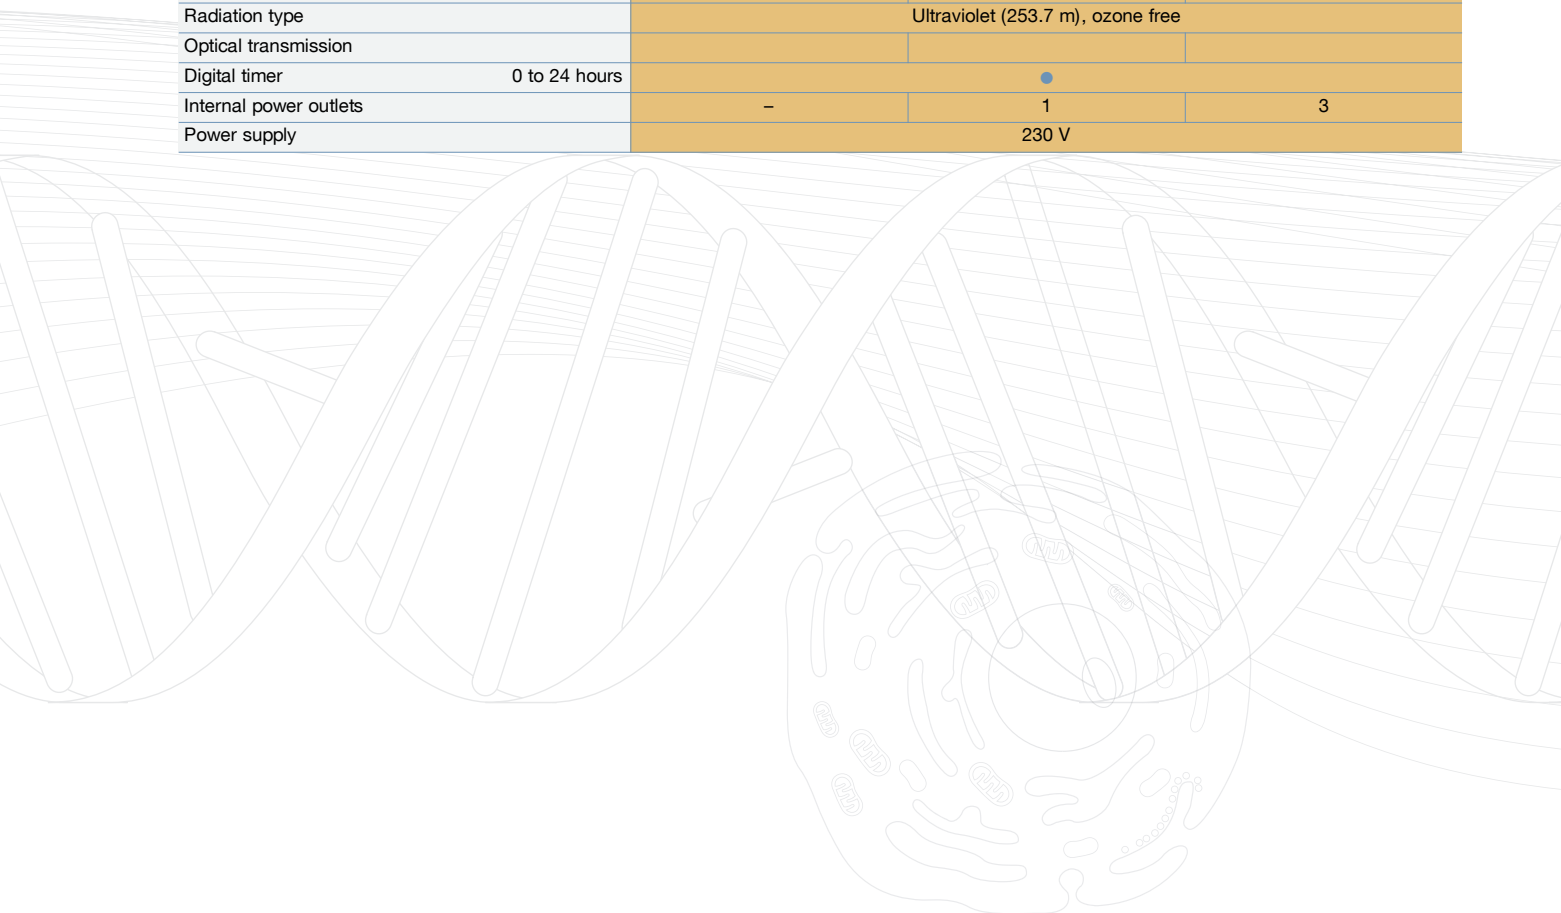 Radiation type Ultraviolet (253.7 m), ozone free
Optical transmission
Digital timer 0 to 24 hours ●
Internal power outlets – 1 3
Power supply 230 V